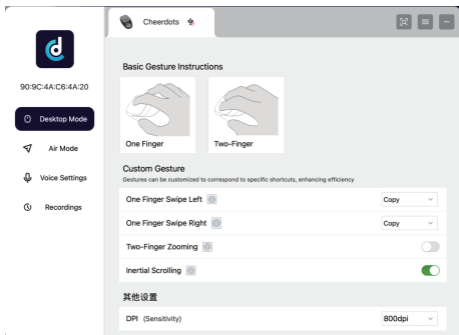 Cheerdots
90:9C:4A:C6:4A:20
Desktop Mode
Air Mode
Voice Settings
Recordings
Basic Gesture Instructions
One Finger
Two-Finger
Custom Gesture
Gestures can be customized to correspond to specific shortcuts, enhancing efficiency
One Finger Swipe Left
Copy
One Finger Swipe Right
Copy
Two-Finger Zooming
Inertial Scrolling
其他设置
DPI (Sensitivity)
800dpi